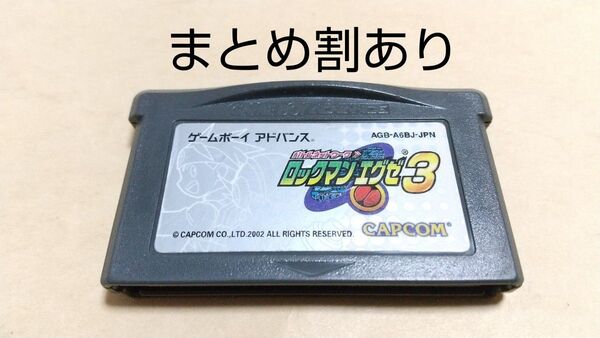 まとめ割あり
ゲームボーイ アドバンス®
AGB-A6BJ-JPN
バトルネットワーク
ロックマン エグゼ3
© CAPCOM CO.,LTD.2002 ALL RIGHTS RESERVED.
CAPCOM